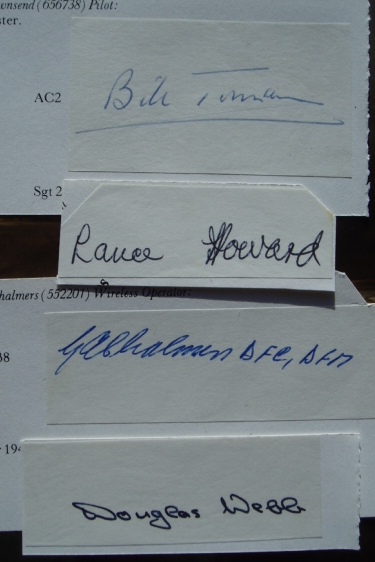 wnsend (656738) Pilot:
ster.
AC2
Bill Townsend
Sgt 2
Lance Howard
halmers (552201) Wireless Operator:
38
G A Chalmers DFC, DFM
194
Douglas Webb